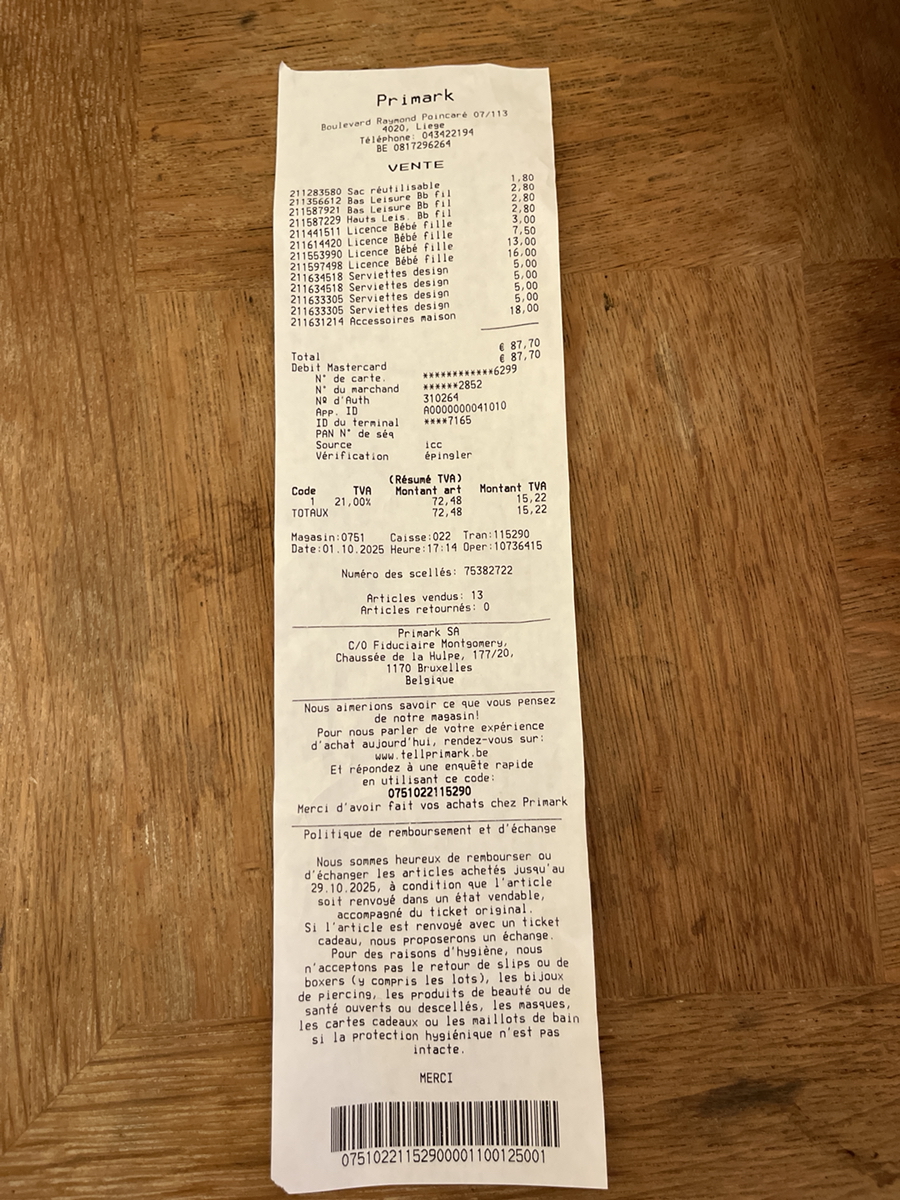 Primark
Boulevard Raymond Poincaré 07/113
4020, Liege
Téléphone: 043422194
BE 0817296264
VENTE
211283580 Sac réutilisable 1,80
211356612 Bas Leisure Bb fil 2,80
211587921 Bas Leisure Bb fil 2,80
211587229 Hauts Leis. Bb fil 2,80
211441511 Licence Bébé fille 3,00
211614420 Licence Bébé fille 7,50
211553990 Licence Bébé fille 13,00
211597498 Licence Bébé fille 16,00
211634518 Serviettes design 5,00
211634518 Serviettes design 5,00
211633305 Serviettes design 5,00
211633305 Serviettes design 5,00
211631214 Accessoires maison 18,00
Total € 87,70
Debit Mastercard € 87,70
N° de carte. ************6299
N° du marchand ******2852
Nº d'Auth 310264
App. ID A0000000041010
ID du terminal ****7165
PAN N° de séq
Source icc
Vérification épingler
(Résumé TVA)
Code TVA Montant art Montant TVA
1 21,00% 72,48 15,22
TOTAUX 72,48 15,22
Magasin:0751 Caisse:022 Tran:115290
Date:01.10.2025 Heure:17:14 Oper:10736415
Numéro des scellés: 75382722
Articles vendus: 13
Articles retournés: 0
Primark SA
C/O Fiduciaire Montgomery,
Chaussée de la Hulpe, 177/20,
1170 Bruxelles
Belgique
Nous aimerions savoir ce que vous pensez
de notre magasin!
Pour nous parler de votre expérience
d'achat aujourd'hui, rendez-vous sur:
www.tellprimark.be
Et répondez à une enquête rapide
en utilisant ce code:
0751022115290
Merci d'avoir fait vos achats chez Primark
Politique de remboursement et d'échange
Nous sommes heureux de rembourser ou
d'échanger les articles achetés jusqu'au
29.10.2025, à condition que l'article
soit renvoyé dans un état vendable,
accompagné du ticket original.
Si l'article est renvoyé avec un ticket
cadeau, nous proposerons un échange.
Pour des raisons d'hygiène, nous
n'acceptons pas le retour de slips ou de
boxers (y compris les lots), les bijoux
de piercing, les produits de beauté ou de
santé ouverts ou descellés, les masques,
les cartes cadeaux ou les maillots de bain
si la protection hygiénique n'est pas
intacte.
MERCI
07510221152900001100125001